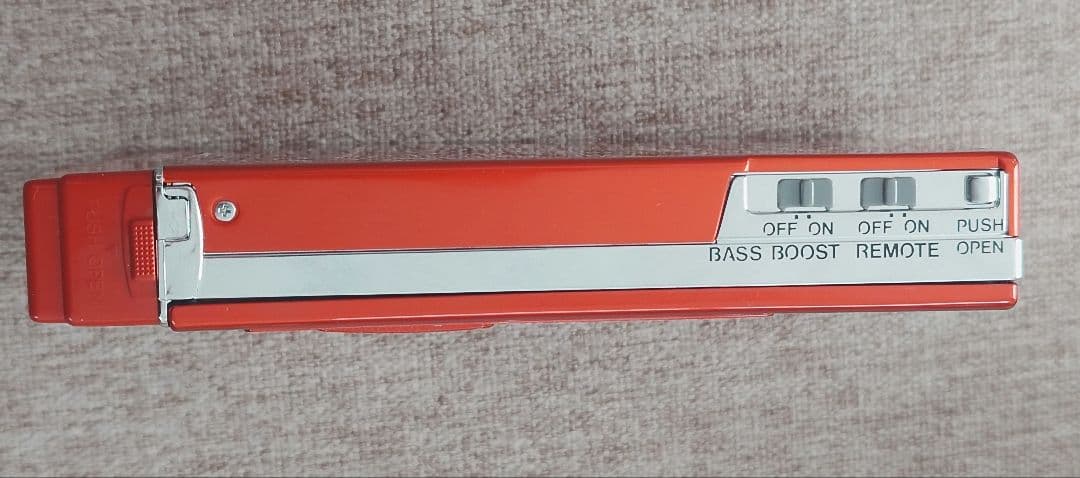 OFF ON OFF ON PUSH
BASS BOOST REMOTE OPEN
PUSH OPEN